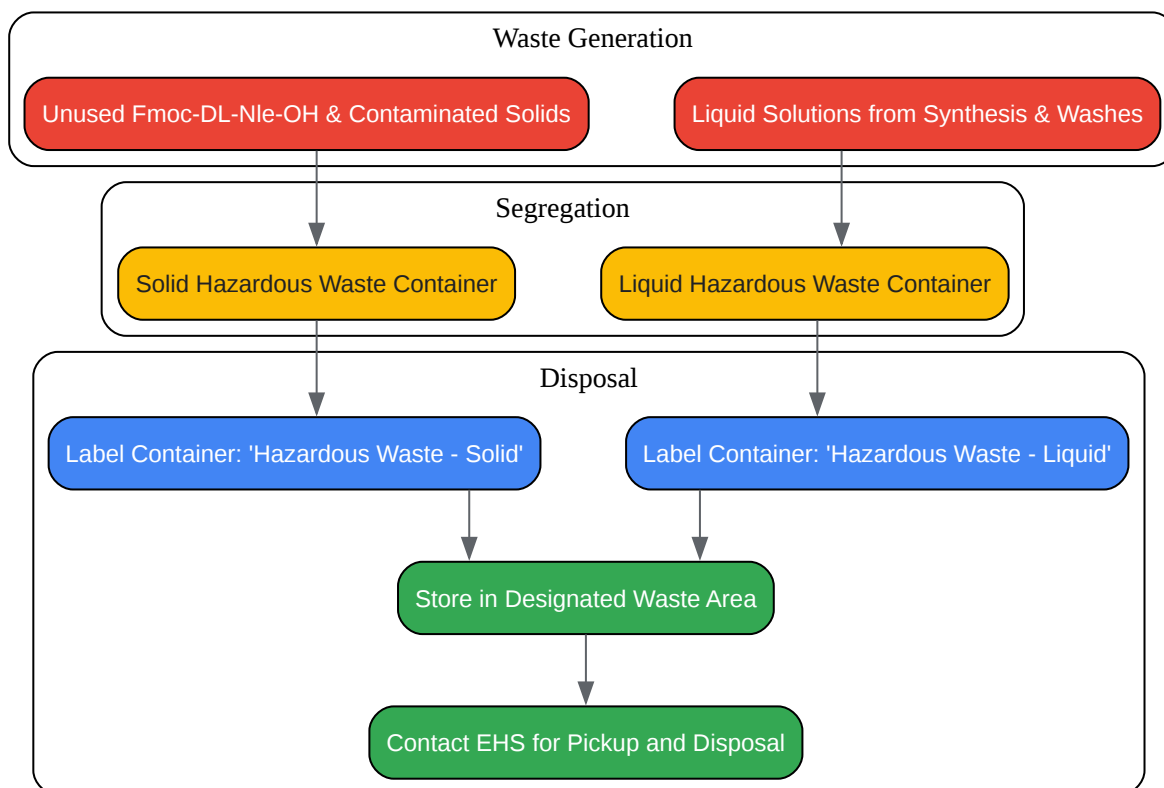 Waste Generation
Unused Fmoc-DL-Nle-OH & Contaminated Solids
Liquid Solutions from Synthesis & Washes
Segregation
Solid Hazardous Waste Container
Liquid Hazardous Waste Container
Disposal
Label Container: 'Hazardous Waste - Solid'
Label Container: 'Hazardous Waste - Liquid'
Store in Designated Waste Area
Contact EHS for Pickup and Disposal